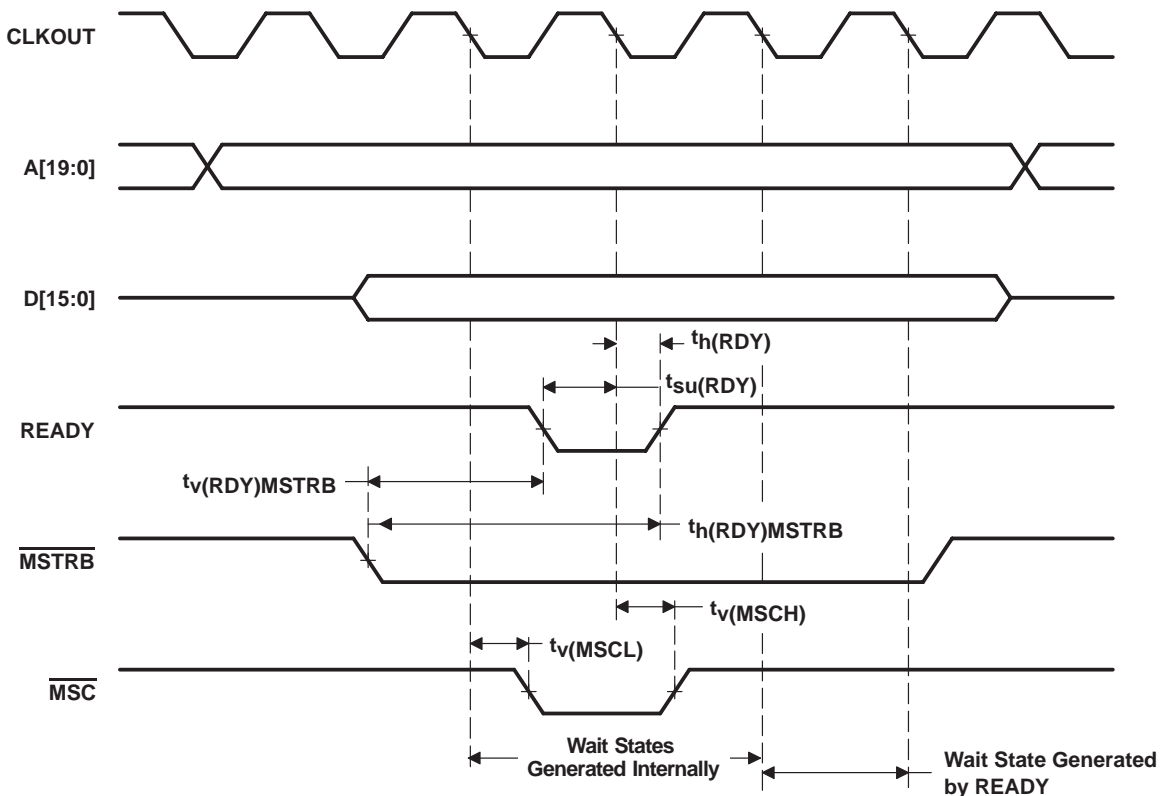 CLKOUT
A[19:0]
D[15:0]
th(RDY)
tsu(RDY)
READY
tv(RDY)MSTRB
th(RDY)MSTRB
MSTRB
tv(MSCH)
tv(MSCL)
MSC
Wait States
Generated Internally
Wait State Generated
by READY